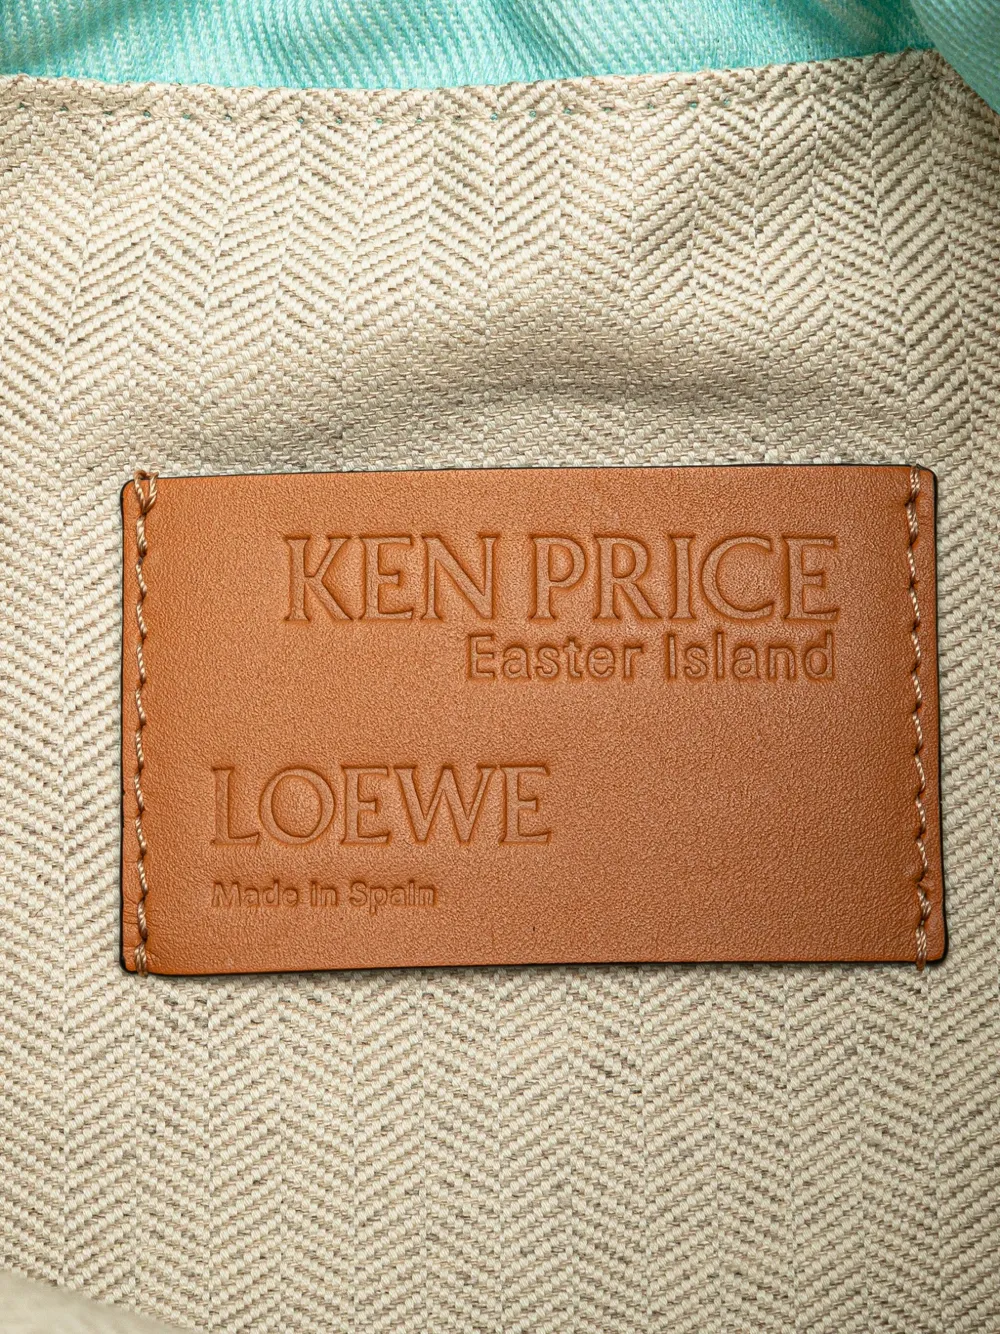 KEN PRICE
Easter Island
LOEWE
Made in Spain